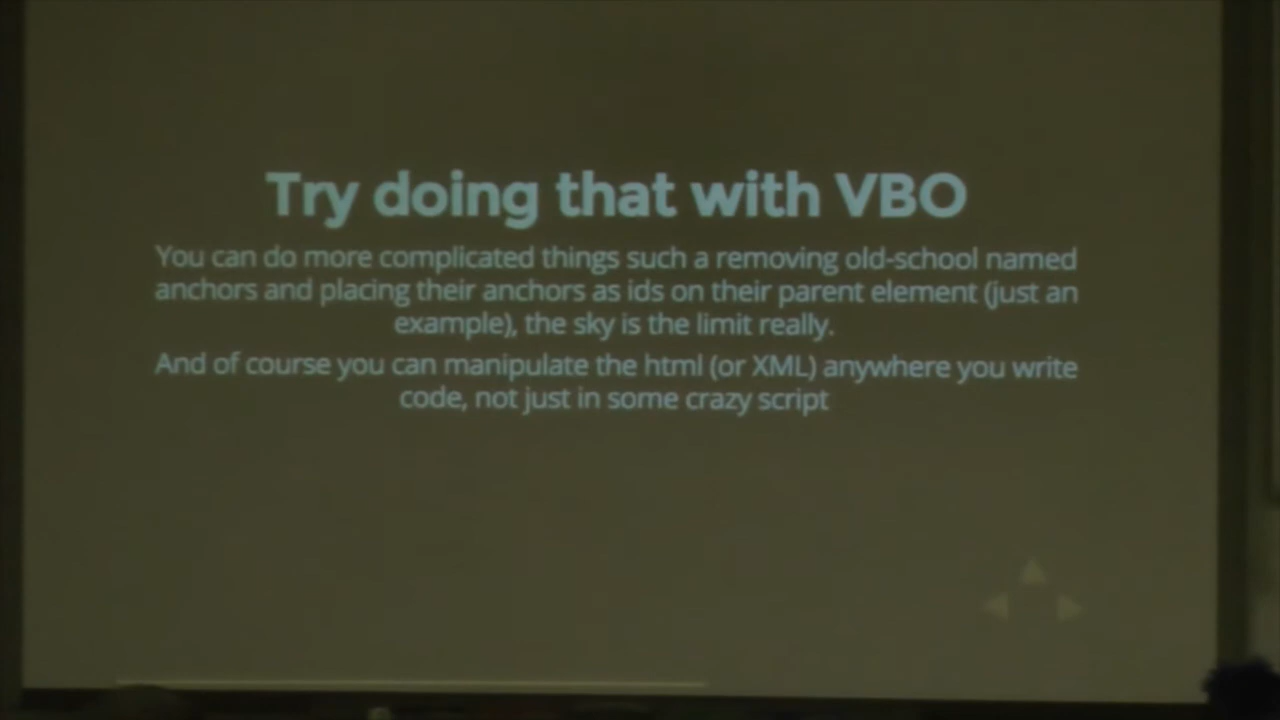 Try doing that with VBO
You can do more complicated things such a removing old-school named
anchors and placing their anchors as ids on their parent element (just an
example), the sky is the limit really.
And of course you can manipulate the html (or XML) anywhere you write
code, not just in some crazy script